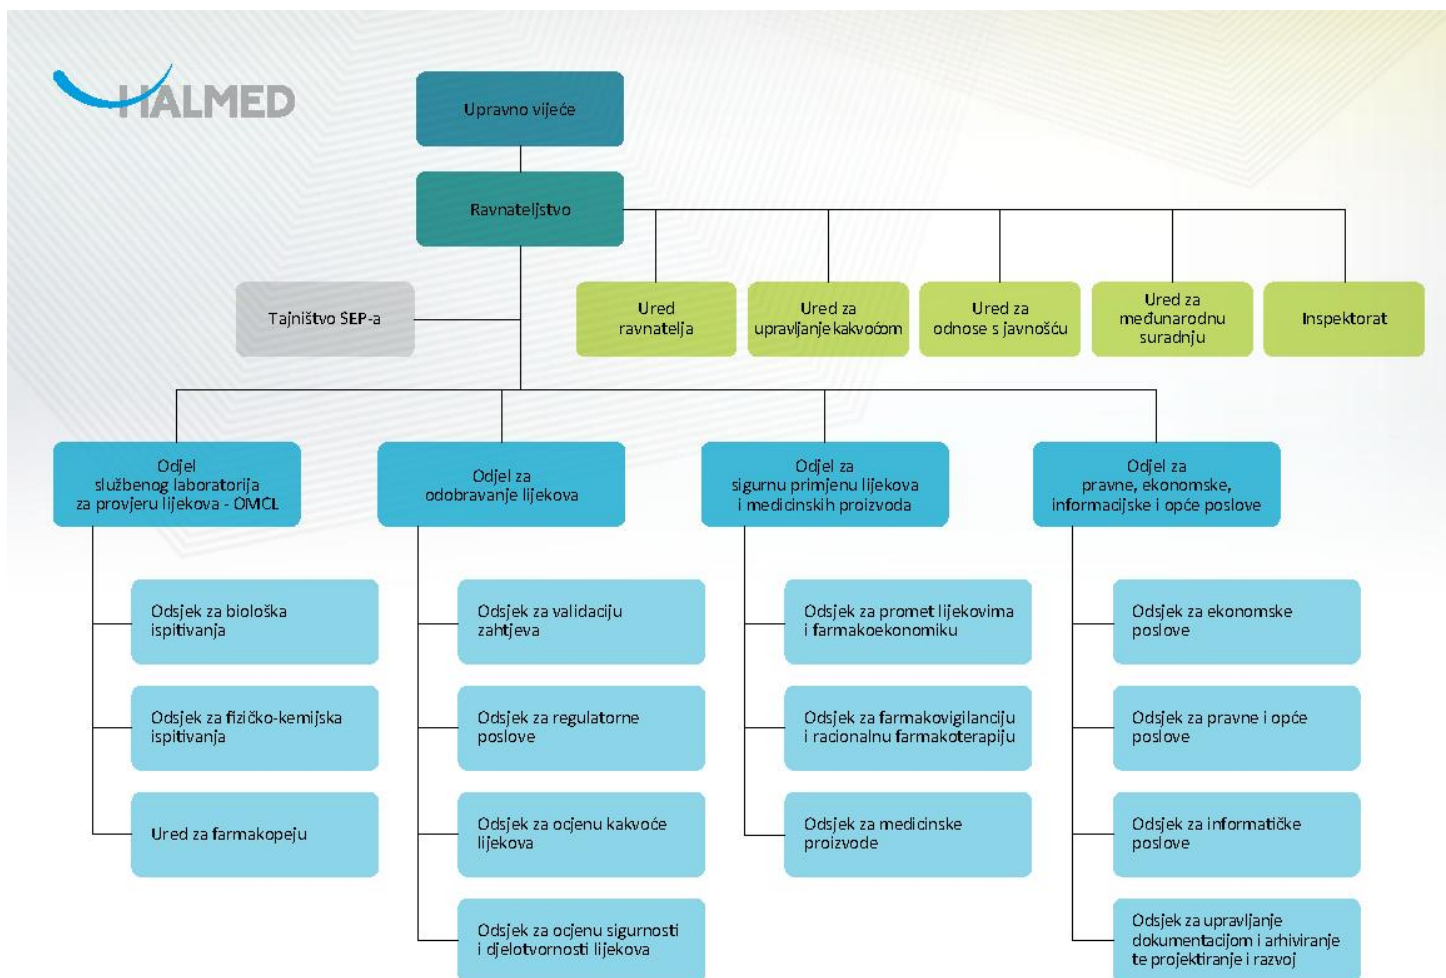 HALMED
Upravno vijeće
Ravnateljstvo
Tajništvo SEP-a
Ured
ravnatelja
Ured za
upravljanje kakvoćom
Ured za
odnose s javnošću
Ured za
međunarodnu
suradnju
Inspektorat
Odjel
službenog laboratorija
za provjeru lijekova - OMCL
Odsjek za biološka
ispitivanja
Odsjek za fizičko-kemijska
ispitivanja
Ured za farmakopeju
Odjel za
odobravanje lijekova
Odsjek za validaciju
zahtjeva
Odsjek za regulatorne
poslove
Odsjek za ocjenu kakvoće
lijekova
Odsjek za ocjenu sigurnosti
i djelotvornosti lijekova
Odjel za
sigurnu primjenu lijekova
i medicinskih proizvoda
Odsjek za promet lijekovima
i farmakoekonomiku
Odsjek za farmakovigilanciju
i racionalnu farmakoterapiju
Odsjek za medicinske
proizvode
Odjel za
pravne, ekonomske,
informacijske i opće poslove
Odsjek za ekonomske
poslove
Odsjek za pravne i opće
poslove
Odsjek za informatičke
poslove
Odsjek za upravljanje
dokumentacijom i arhiviranje
te projektiranje i razvoj